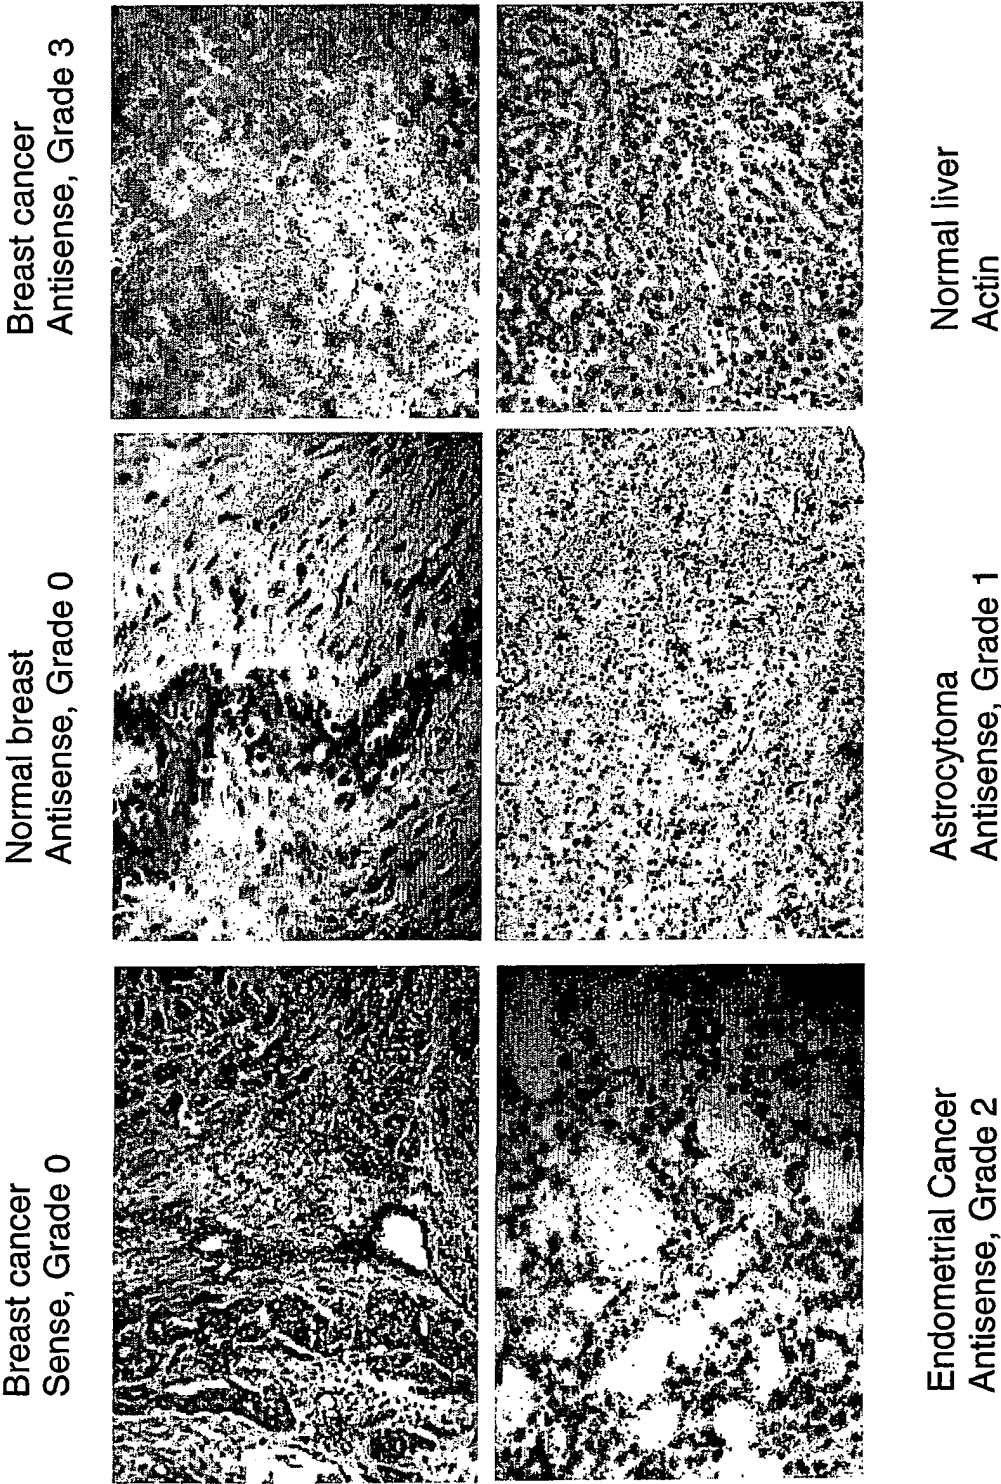 Breast cancer
Sense, Grade 0
Normal breast
Antisense, Grade 0
Breast cancer
Antisense, Grade 3
Endometrial Cancer
Antisense, Grade 2
Astrocytoma
Antisense, Grade 1
Normal liver
Actin